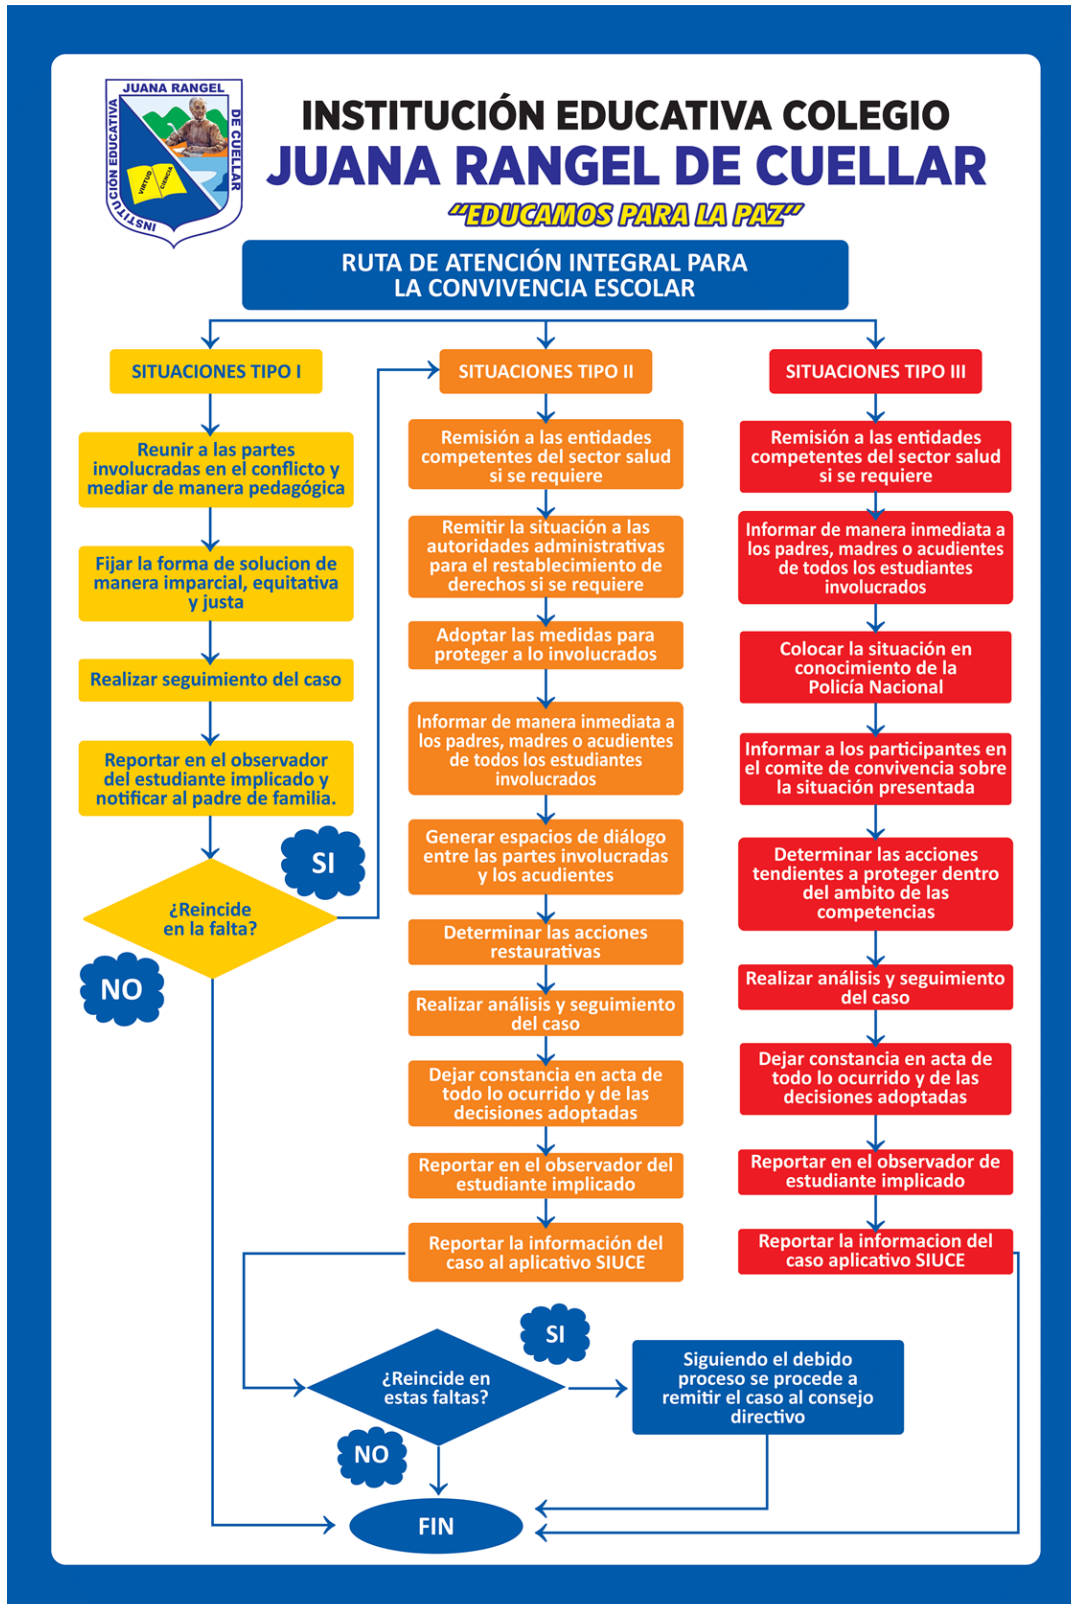 JUANA RANGEL
DE CUELLAR
INSTITUCIÓN EDUCATIVA
VIRTUD
CIENCIA
INSTITUCIÓN EDUCATIVA COLEGIO
JUANA RANGEL DE CUELLAR
"EDUCAMOS PARA LA PAZ"
RUTA DE ATENCIÓN INTEGRAL PARA
LA CONVIVENCIA ESCOLAR
SITUACIONES TIPO I
Reunir a las partes
involucradas en el conflicto y
mediar de manera pedagógica
Fijar la forma de solucion de
manera imparcial, equitativa
y justa
Realizar seguimiento del caso
Reportar en el observador
del estudiante implicado y
notificar al padre de familia.
SI
¿Reincide
en la falta?
NO
SITUACIONES TIPO II
Remisión a las entidades
competentes del sector salud
si se requiere
Remitir la situación a las
autoridades administrativas
para el restablecimiento de
derechos si se requiere
Adoptar las medidas para
proteger a lo involucrados
Informar de manera inmediata a
los padres, madres o acudientes
de todos los estudiantes
involucrados
Generar espacios de diálogo
entre las partes involucradas
y los acudientes
Determinar las acciones
restaurativas
Realizar análisis y seguimiento
del caso
Dejar constancia en acta de
todo lo ocurrido y de las
decisiones adoptadas
Reportar en el observador del
estudiante implicado
Reportar la información del
caso al aplicativo SIUCE
SITUACIONES TIPO III
Remisión a las entidades
competentes del sector salud
si se requiere
Informar de manera inmediata a
los padres, madres o acudientes
de todos los estudiantes
involucrados
Colocar la situación en
conocimiento de la
Policía Nacional
Informar a los participantes en
el comite de convivencia sobre
la situación presentada
Determinar las acciones
tendientes a proteger dentro
del ambito de las
competencias
Realizar análisis y seguimiento
del caso
Dejar constancia en acta de
todo lo ocurrido y de las
decisiones adoptadas
Reportar en el observador de
estudiante implicado
Reportar la informacion del
caso aplicativo SIUCE
SI
¿Reincide en
estas faltas?
NO
Siguiendo el debido
proceso se procede a
remitir el caso al consejo
directivo
FIN